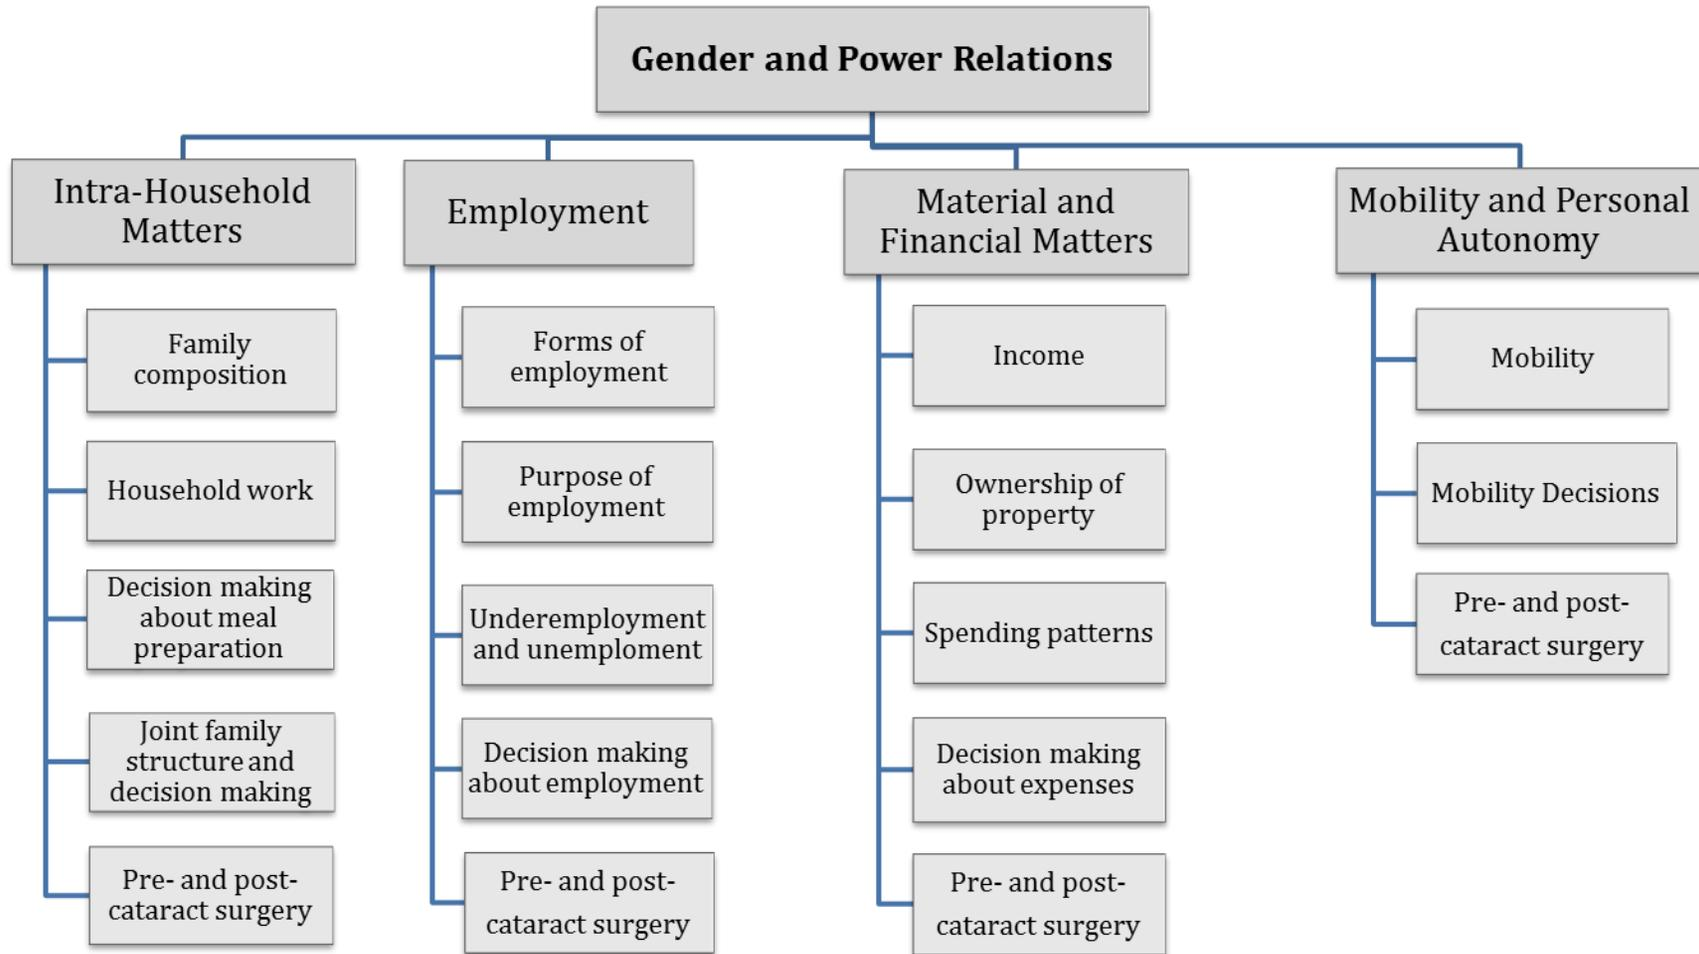 Gender and Power Relations
Intra-Household
Matters
Family
composition
Household work
Decision making
about meal
preparation
Joint family
structure and
decision making
Pre- and post-
cataract surgery
Employment
Forms of
employment
Purpose of
employment
Underemployment
and unemploment
Decision making
about employment
Pre- and post-
cataract surgery
Material and
Financial Matters
Income
Ownership of
property
Spending patterns
Decision making
about expenses
Pre- and post-
cataract surgery
Mobility and Personal
Autonomy
Mobility
Mobility Decisions
Pre- and post-
cataract surgery